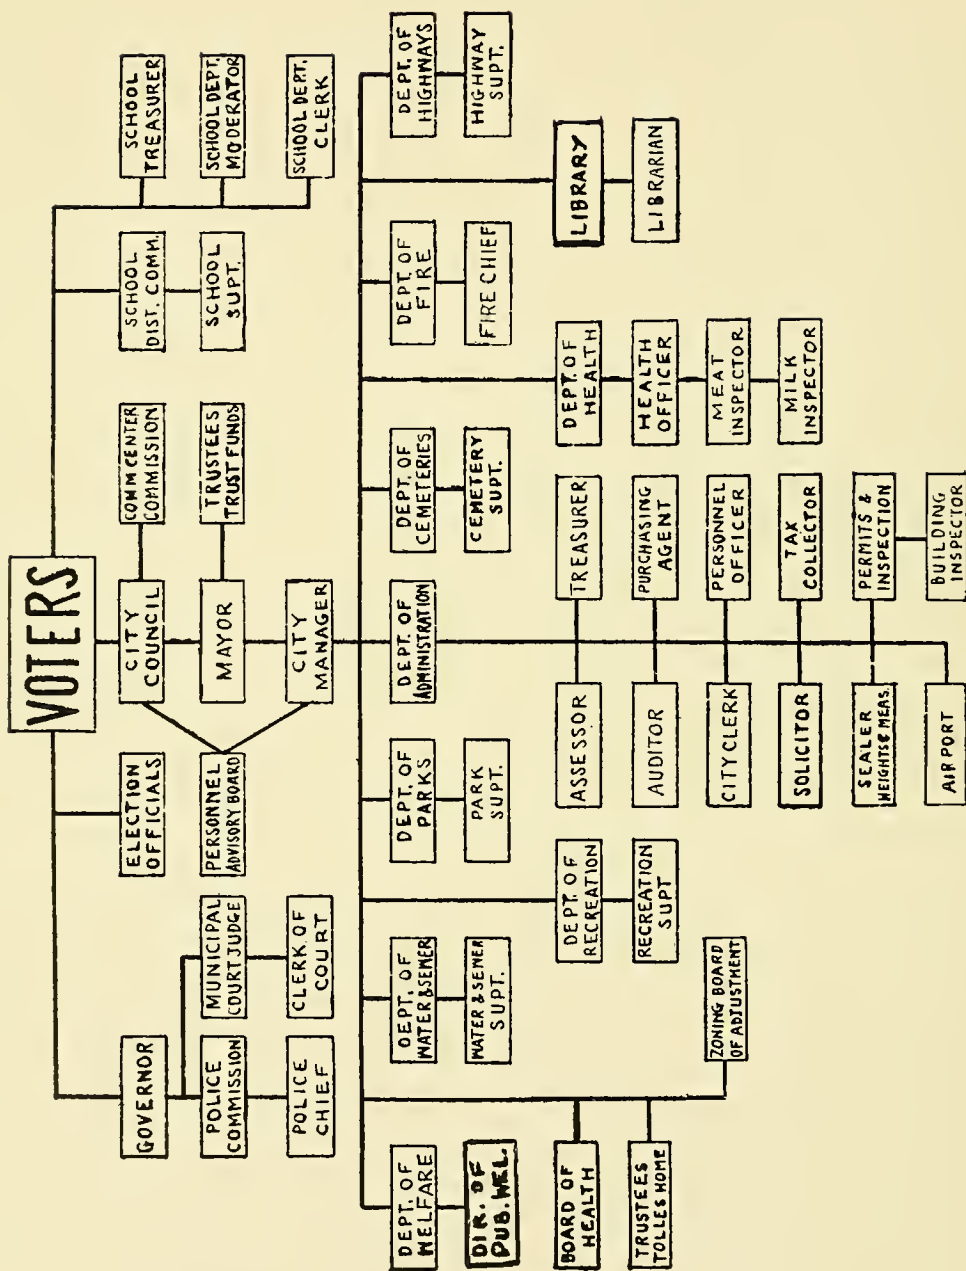 VOTERS
GOVERNOR
ELECTION
OFFICIALS
CITY
COUNCIL
COMM CENTER
COMMISSION
SCHOOL
DIST. COMM.
SCHOOL
TREASURER
POLICE
COMMISSION
MUNICIPAL
COURT JUDGE
PERSONNEL
ADVISORY BOARD
MAYOR
TRUSTEES
TRUST FUNDS
SCHOOL
SUPT.
SCHOOL DEPT.
MODERATOR
POLICE
CHIEF
CLERK OF
COURT
CITY
MANAGER
SCHOOL DEPT.
CLERK
DEPT. OF
WELFARE
DEPT. OF
WATER & SEWER
DEPT. OF
PARKS
DEPT. OF
ADMINISTRATION
DEPT. OF
CEMETERIES
DEPT. OF
FIRE
DEPT. OF
HIGHWAYS
DIR. OF
PUB. WEL.
WATER & SEWER
SUPT.
PARK
SUPT.
CEMETERY
SUPT.
FIRE CHIEF
HIGHWAY
SUPT.
BOARD OF
HEALTH
DEPT. OF
RECREATION
ASSESSOR
TREASURER
DEPT. OF
HEALTH
LIBRARY
TRUSTEES
TOLLES HOME
RECREATION
SUPT
AUDITOR
PURCHASING
AGENT
HEALTH
OFFICER
LIBRARIAN
ZONING BOARD
OF ADJUSTMENT
CITY CLERK
PERSONNEL
OFFICER
MEAT
INSPECTOR
SOLICITOR
TAX
COLLECTOR
MILK
INSPECTOR
SEALER
WEIGHTS & MEAS.
PERMITS &
INSPECTION
AIRPORT
BUILDING
INSPECTOR